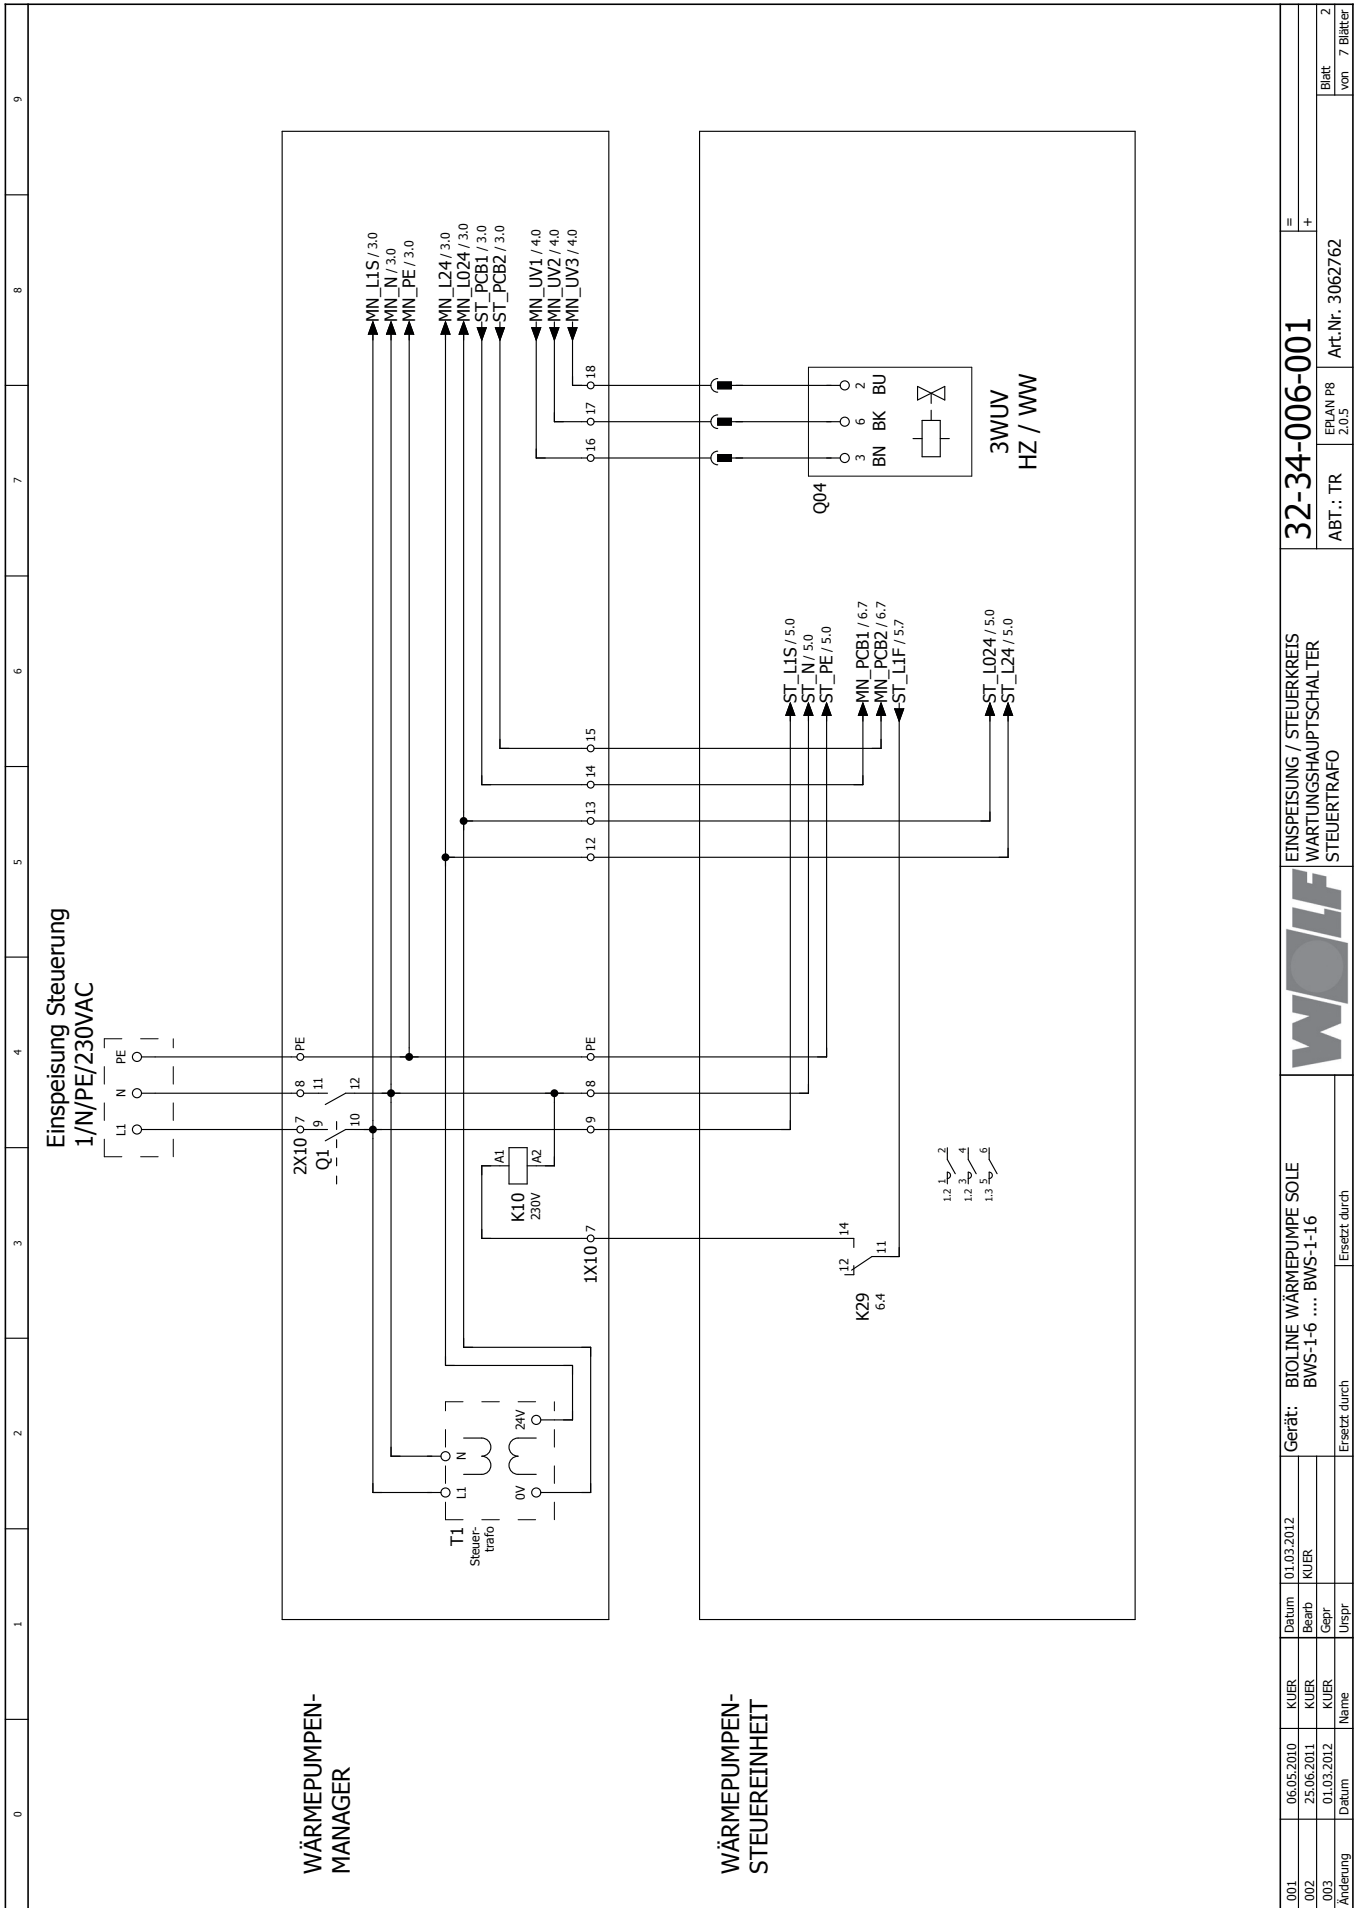 0
1
2
3
4
5
6
7
8
9
Einspeisung Steuerung
1/N/PE/230VAC
L1
N
PE
WÄRMEPUMPEN-
MANAGER
2X10
7
8
PE
Q1
9
10
11
12
T1
Steuer-
trafo
L1
N
0V
24V
K10
230V
A1
A2
1X10
7
9
8
PE
12
13
14
15
16
17
18
MN_L1S / 3.0
MN_N / 3.0
MN_PE / 3.0
MN_L24 / 3.0
MN_L024 / 3.0
ST_PCB1 / 3.0
ST_PCB2 / 3.0
MN_UV1 / 4.0
MN_UV2 / 4.0
MN_UV3 / 4.0
WÄRMEPUMPEN-
STEUEREINHEIT
K29
6.4
12
14
11
1.2
1
2
1.2
3
4
1.3
5
6
ST_L1S / 5.0
ST_N / 5.0
ST_PE / 5.0
MN_PCB1 / 6.7
MN_PCB2 / 6.7
ST_L1F / 5.7
ST_L024 / 5.0
ST_L24 / 5.0
Q04
3
6
2
BN
BK
BU
3WUV
HZ / WW
001
06.05.2010
KUER
Datum
01.03.2012
002
25.06.2011
KUER
Bearb
KUER
003
01.03.2012
KUER
Gepr
Änderung
Datum
Name
Urspr
Gerät:
BIOLINE WÄRMEPUMPE SOLE
BWS-1-6 .... BWS-1-16
Ersetzt durch
Ersetzt durch
WOLF
EINSPEISUNG / STEUERKREIS
WARTUNGSHAUPTSCHALTER
STEUERTRAFO
32-34-006-001
=
+
ABT.: TR
EPLAN P8
2.0.5
Art.Nr. 3062762
Blatt
2
von
7 Blätter